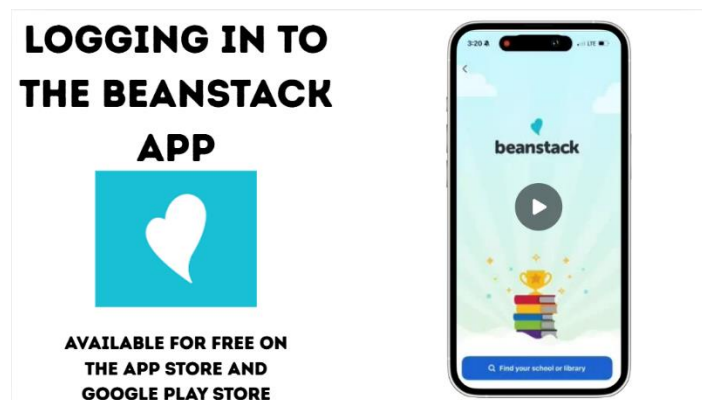 LOGGING IN TO
THE BEANSTACK
APP
AVAILABLE FOR FREE ON
THE APP STORE AND
GOOGLE PLAY STORE
3:20
LTE
beanstack
Find your school or library